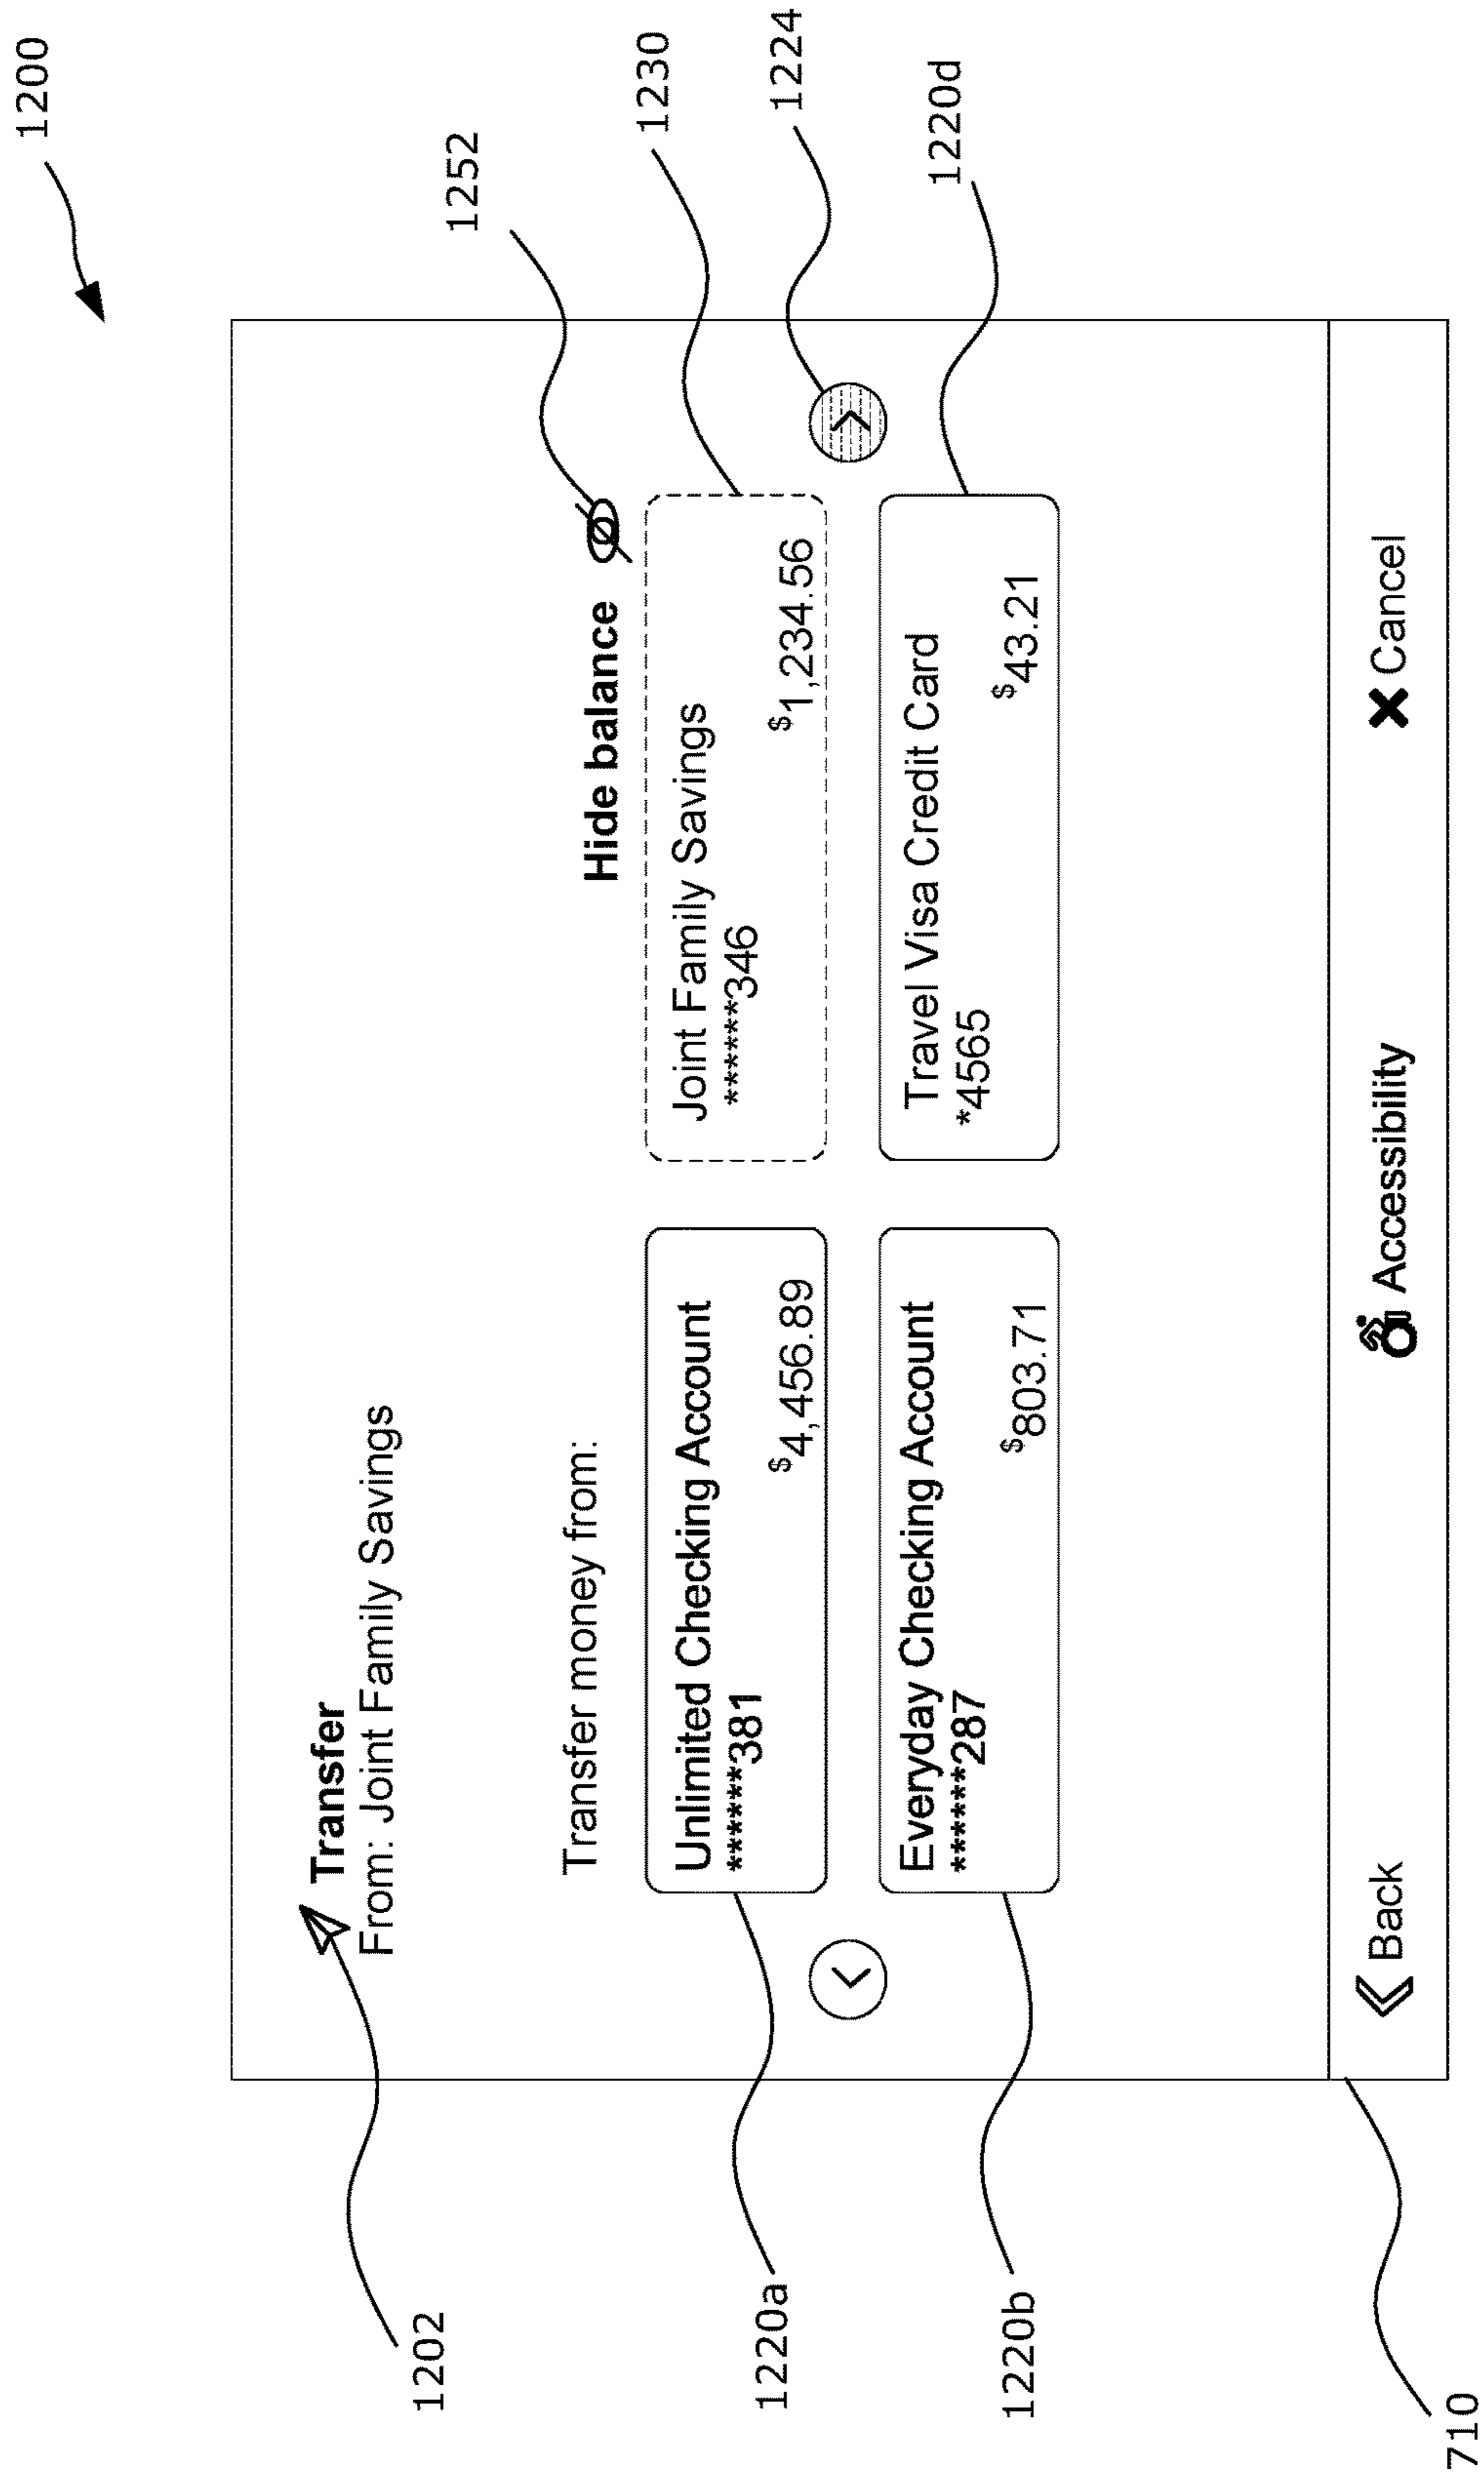 1200
1252
1230
1224
1220d
1202
Transfer
From: Joint Family Savings
Transfer money from:
Hide balance
1220a
Unlimited Checking Account
******381
$4,456.89
Joint Family Savings
******346
$1,234.56
1220b
Everyday Checking Account
******287
$803.71
Travel Visa Credit Card
*4565
$43.21
710
Back
Accessibility
Cancel